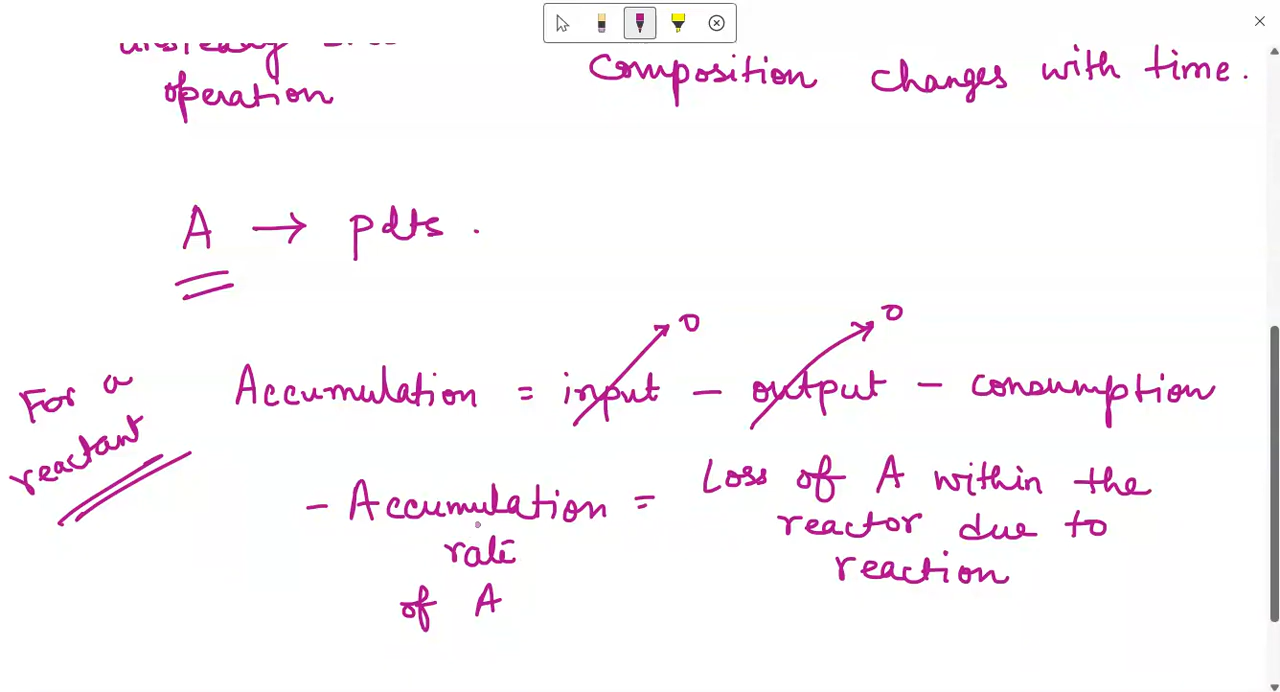 operation
Composition changes with time.
A → pdts.
For a
reactant
0
0
Accumulation = input - output - consumption
- Accumulation rate of A = Loss of A within the
reactor due to
reaction